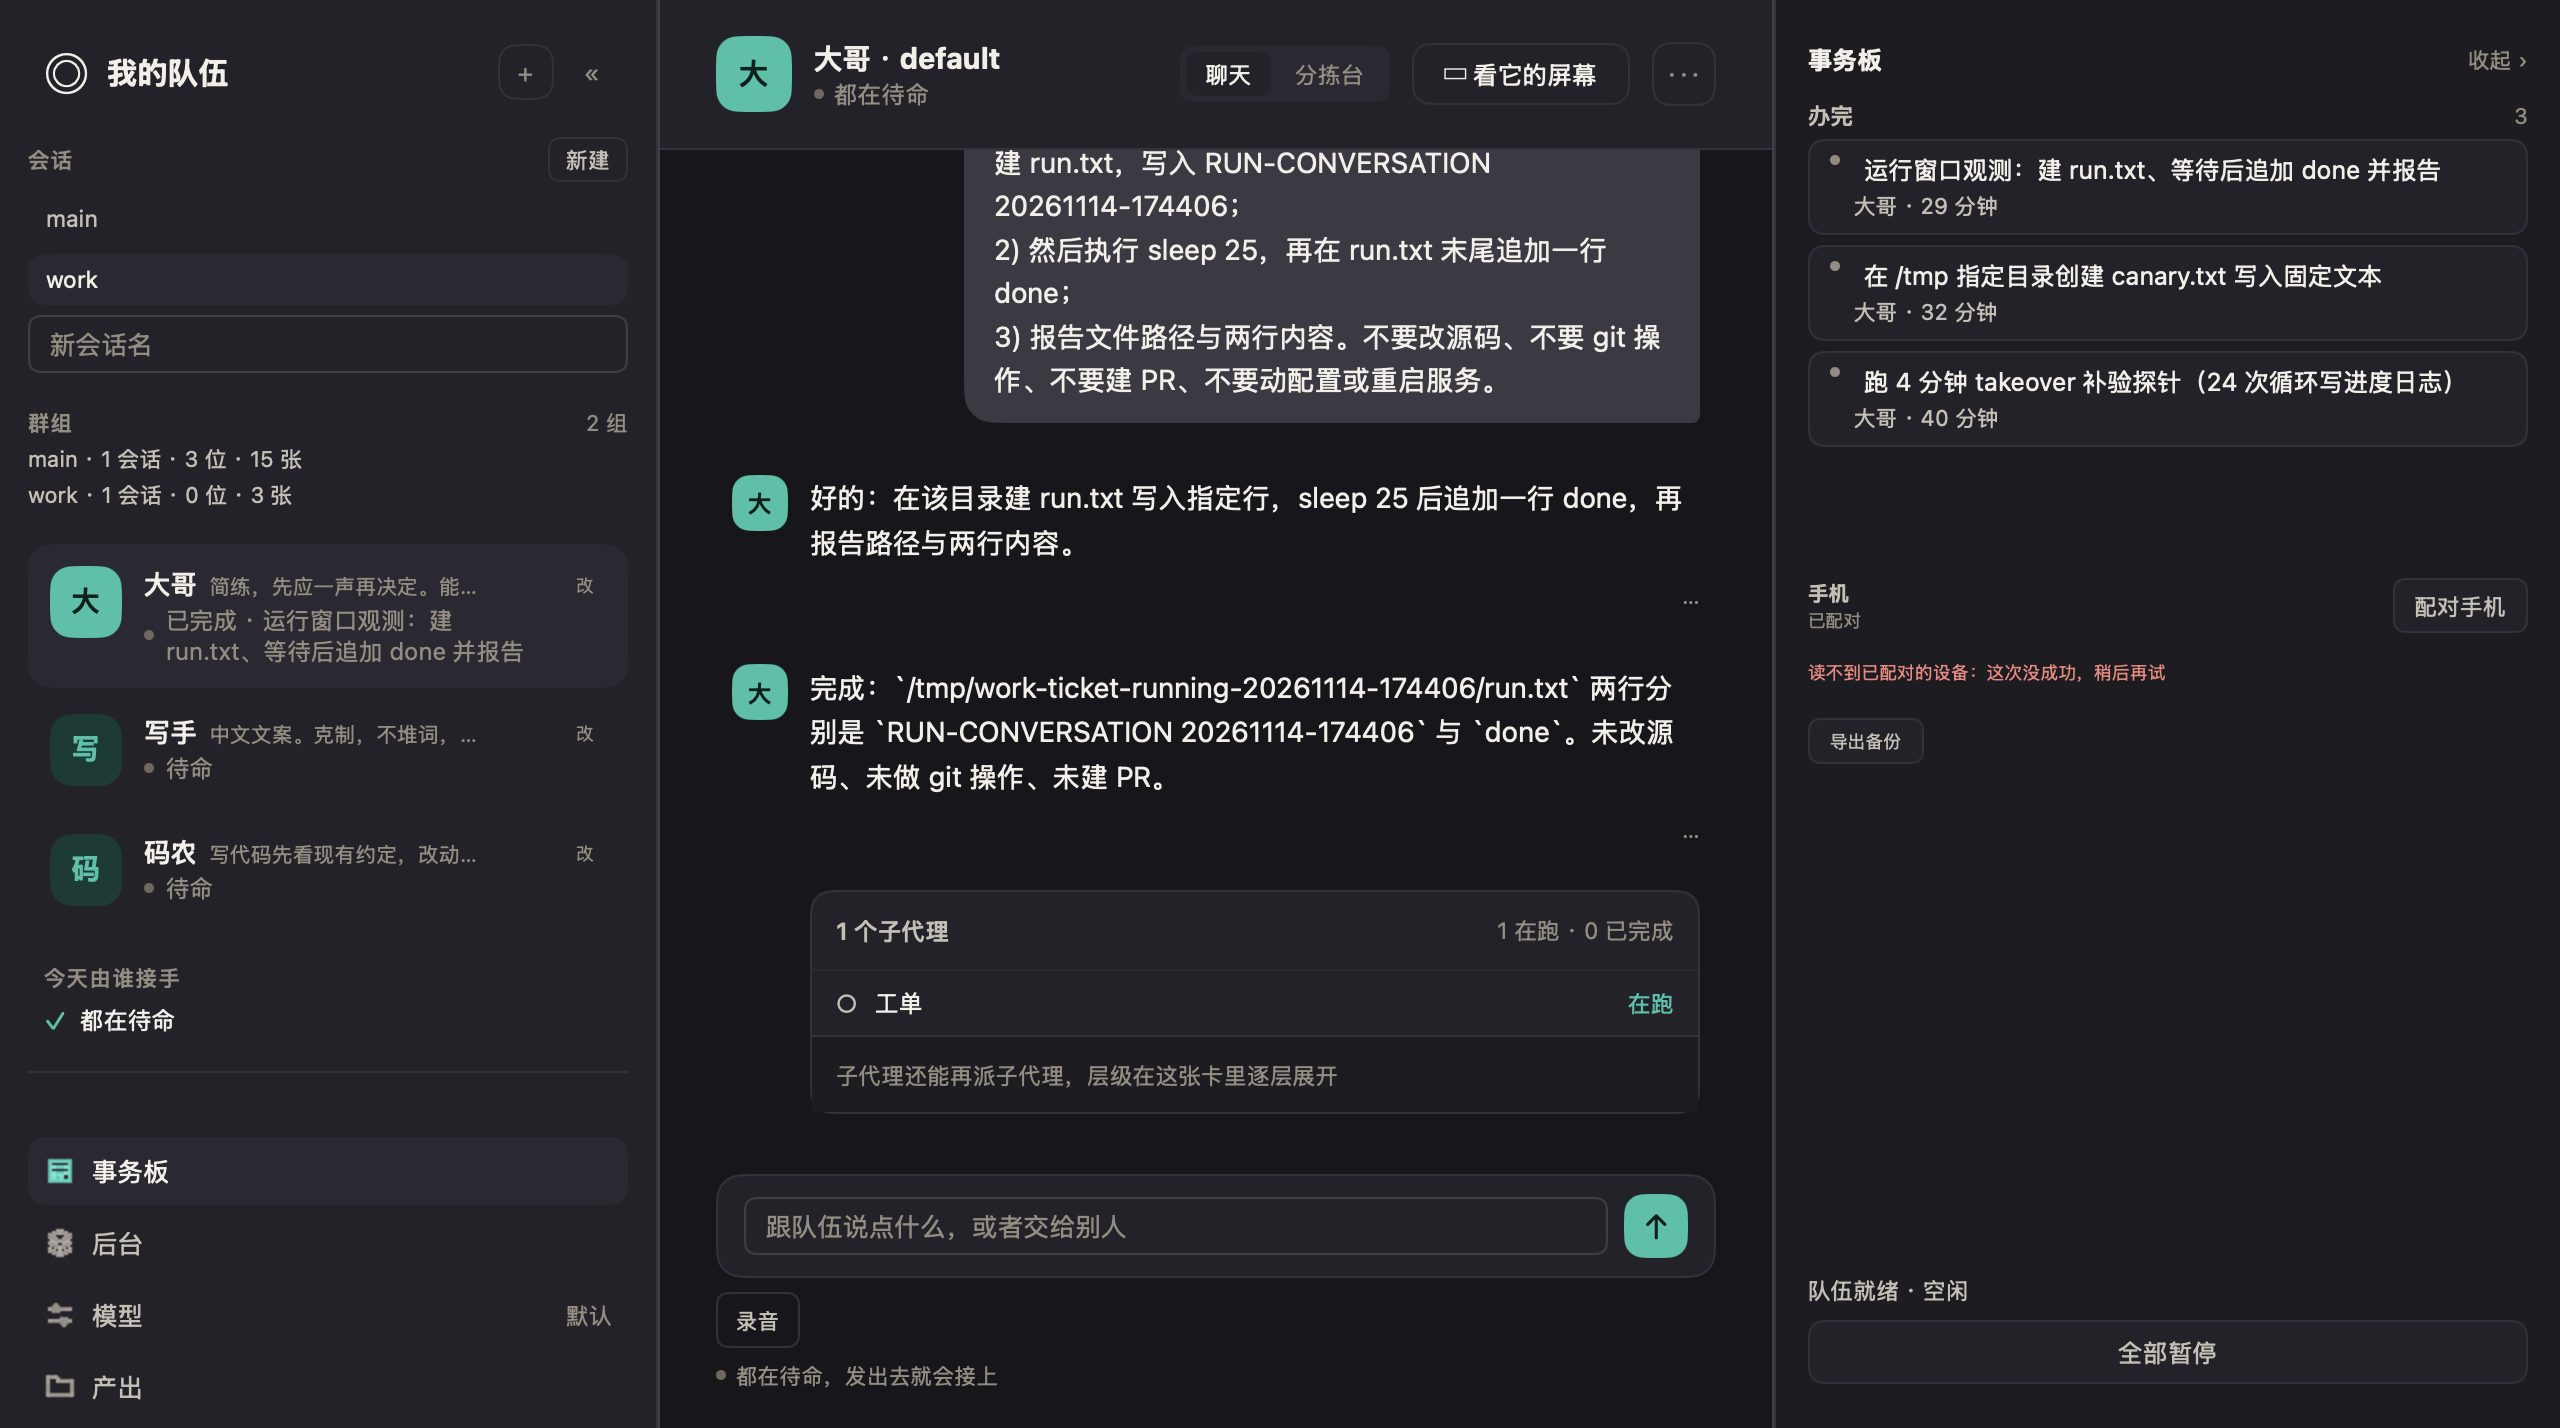 我的队伍
+
«
会话
新建
main
work
新会话名
群组
2 组
main · 1 会话 · 3 位 · 15 张
work · 1 会话 · 0 位 · 3 张
大
大哥 简练，先应一声再决定。能...
改
已完成 · 运行窗口观测：建
run.txt、等待后追加 done 并报告
写
写手 中文文案。克制，不堆词，...
改
待命
码
码农 写代码先看现有约定，改动...
改
待命
今天由谁接手
都在待命
事务板
后台
模型
默认
产出
大
大哥 · default
都在待命
聊天
分拣台
看它的屏幕
···
建 run.txt，写入 RUN-CONVERSATION
20261114-174406；
2) 然后执行 sleep 25，再在 run.txt 末尾追加一行
done；
3) 报告文件路径与两行内容。不要改源码、不要 git 操
作、不要建 PR、不要动配置或重启服务。
大
好的：在该目录建 run.txt 写入指定行，sleep 25 后追加一行 done，再
报告路径与两行内容。
...
大
完成：`/tmp/work-ticket-running-20261114-174406/run.txt` 两行分
别是 `RUN-CONVERSATION 20261114-174406` 与 `done`。未改源
码、未做 git 操作、未建 PR。
...
1 个子代理
1 在跑 · 0 已完成
工单
在跑
子代理还能再派子代理，层级在这张卡里逐层展开
跟队伍说点什么，或者交给别人
录音
都在待命，发出去就会接上
事务板
收起 ›
办完
3
运行窗口观测：建 run.txt、等待后追加 done 并报告
大哥 · 29 分钟
在 /tmp 指定目录创建 canary.txt 写入固定文本
大哥 · 32 分钟
跑 4 分钟 takeover 补验探针（24 次循环写进度日志）
大哥 · 40 分钟
手机
已配对
配对手机
读不到已配对的设备：这次没成功，稍后再试
导出备份
队伍就绪 · 空闲
全部暂停